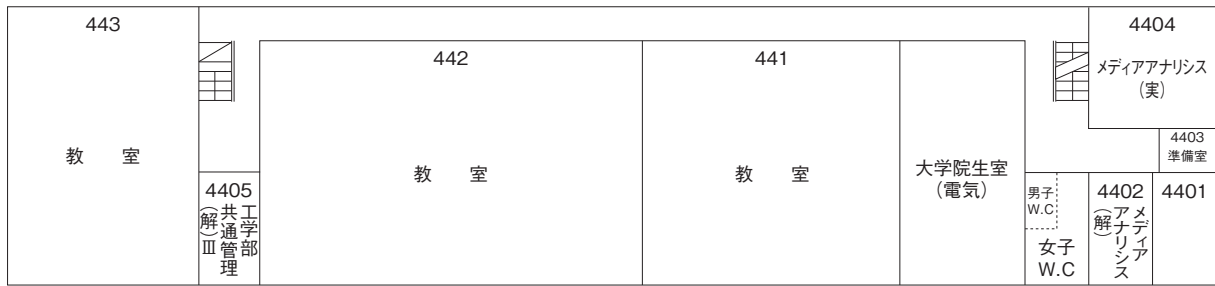 443
教　室
4405
工学部
共通管理
(解)Ⅲ
442
教　室
441
教　室
大学院生室
(電気)
男子
W.C
女子
W.C
4404
メディアアナリシス
(実)
4403
準備室
4402
メディア
アナリシス
(解)
4401